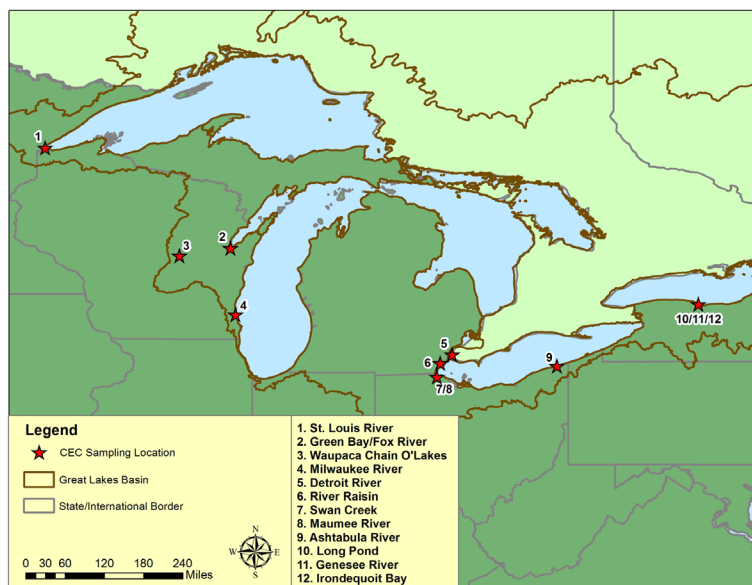 1
2
3
4
5
6
7/8
9
10/11/12
Legend
CEC Sampling Location
Great Lakes Basin
State/International Border
N
W
E
S
0 30 60 120 180 240
Miles
1. St. Louis River
2. Green Bay/Fox River
3. Waupaca Chain O'Lakes
4. Milwaukee River
5. Detroit River
6. River Raisin
7. Swan Creek
8. Maumee River
9. Ashtabula River
10. Long Pond
11. Genesee River
12. Irondequoit Bay